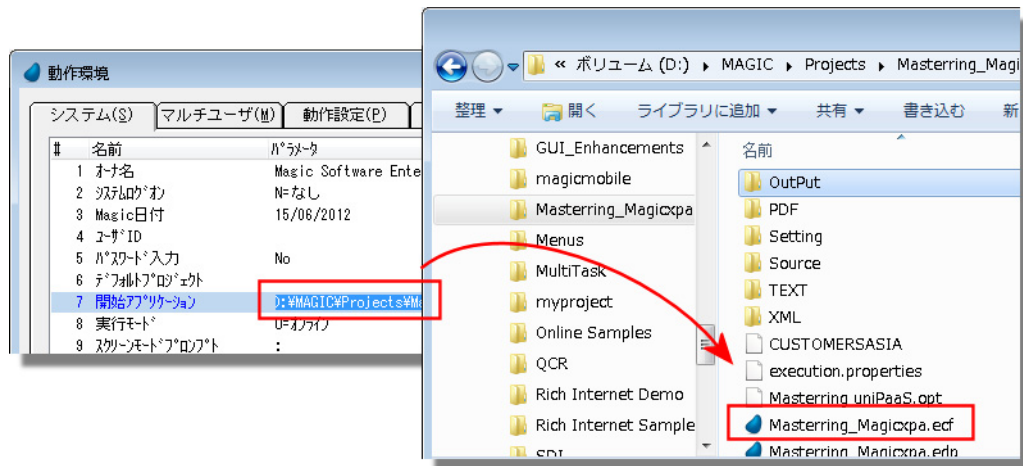 動作環境
システム(S) マルチユーザ(M) 動作設定(P)
# 名前 パラメータ
1 オーナ名 Magic Software Ente
2 システムログオン N=なし
3 Magic日付 15/06/2012
4 ユーザID
5 パスワード入力 No
6 デフォルトプロジェクト
7 開始アプリケーション D:¥MAGIC¥Projects¥Ma
8 実行モード O=オンライン
9 スクリーンモードプロンプト :
« ボリューム (D:) MAGIC Projects Masterring_Magi
整理 開く ライブラリに追加 共有 書き込む 新
GUI_Enhancements
magicmobile
Masterring_Magicxpa
Menus
MultiTask
myproject
Online Samples
QCR
Rich Internet Demo
Rich Internet Sample
SDI
名前
OutPut
PDF
Setting
Source
TEXT
XML
CUSTOMERSASIA
execution.properties
Masterring uniPaaS.opt
Masterring_Magicxpa.ecf
Masterring_Magicxpa.edp